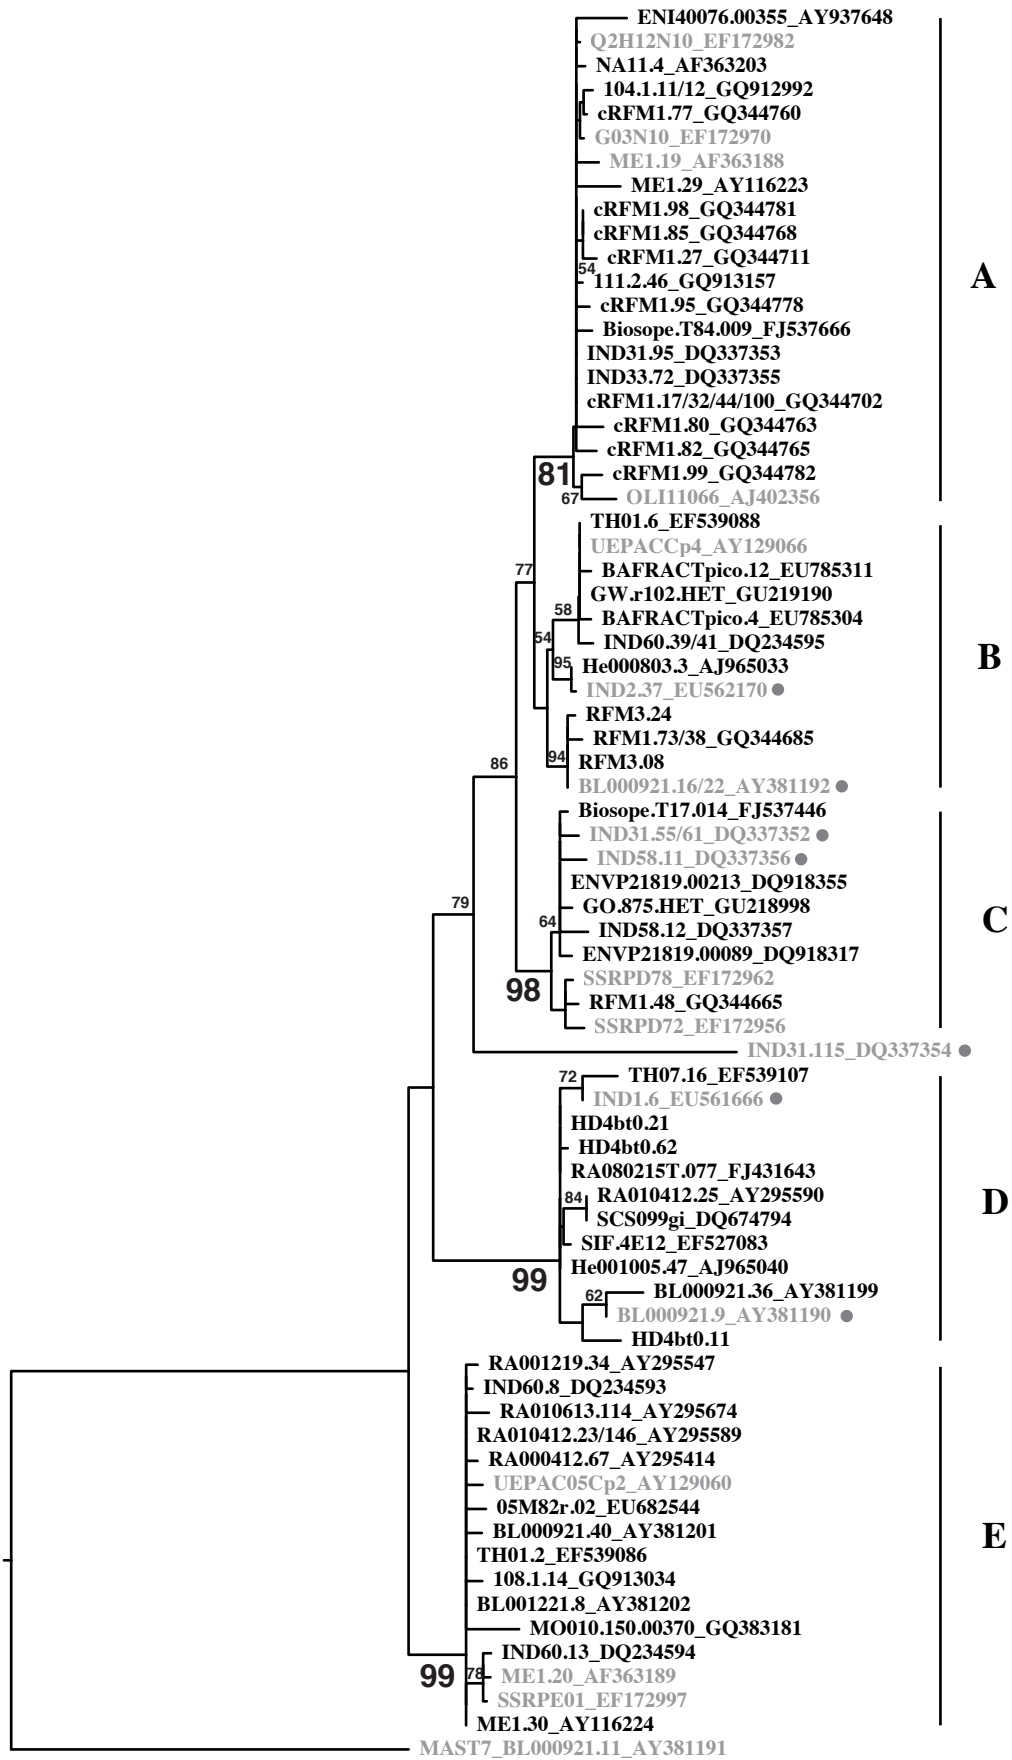 ENI40076.00355_AY937648
Q2H12N10_EF172982
NA11.4_AF363203
104.1.11/12_GQ912992
cRFM1.77_GQ344760
G03N10_EF172970
ME1.19_AF363188
ME1.29_AY116223
cRFM1.98_GQ344781
cRFM1.85_GQ344768
cRFM1.27_GQ344711
54
111.2.46_GQ913157
A
cRFM1.95_GQ344778
Biosope.T84.009_FJ537666
IND31.95_DQ337353
IND33.72_DQ337355
cRFM1.17/32/44/100_GQ344702
cRFM1.80_GQ344763
cRFM1.82_GQ344765
81
cRFM1.99_GQ344782
67
OLI11066_AJ402356
TH01.6_EF539088
UEPACCp4_AY129066
77
BAFRACTpico.12_EU785311
GW.r102.HET_GU219190
58
BAFRACTpico.4_EU785304
54
IND60.39/41_DQ234595
B
95
He000803.3_AJ965033
IND2.37_EU562170
RFM3.24
RFM1.73/38_GQ344685
86
94
RFM3.08
BL000921.16/22_AY381192
Biosope.T17.014_FJ537446
IND31.55/61_DQ337352
IND58.11_DQ337356
ENVP21819.00213_DQ918355
79
GO.875.HET_GU218998
64
C
IND58.12_DQ337357
ENVP21819.00089_DQ918317
SSRPD78_EF172962
98
RFM1.48_GQ344665
SSRPD72_EF172956
IND31.115_DQ337354
72
TH07.16_EF539107
IND1.6_EU561666
HD4bt0.21
HD4bt0.62
RA080215T.077_FJ431643
84
RA010412.25_AY295590
D
SCS099gi_DQ674794
SIF.4E12_EF527083
He001005.47_AJ965040
99
BL000921.36_AY381199
62
BL000921.9_AY381190
HD4bt0.11
RA001219.34_AY295547
IND60.8_DQ234593
RA010613.114_AY295674
RA010412.23/146_AY295589
RA000412.67_AY295414
UEPAC05Cp2_AY129060
05M82r.02_EU682544
BL000921.40_AY381201
E
TH01.2_EF539086
108.1.14_GQ913034
BL001221.8_AY381202
MO010.150.00370_GQ383181
IND60.13_DQ234594
99
78
ME1.20_AF363189
SSRPE01_EF172997
ME1.30_AY116224
MAST7_BL000921.11_AY381191